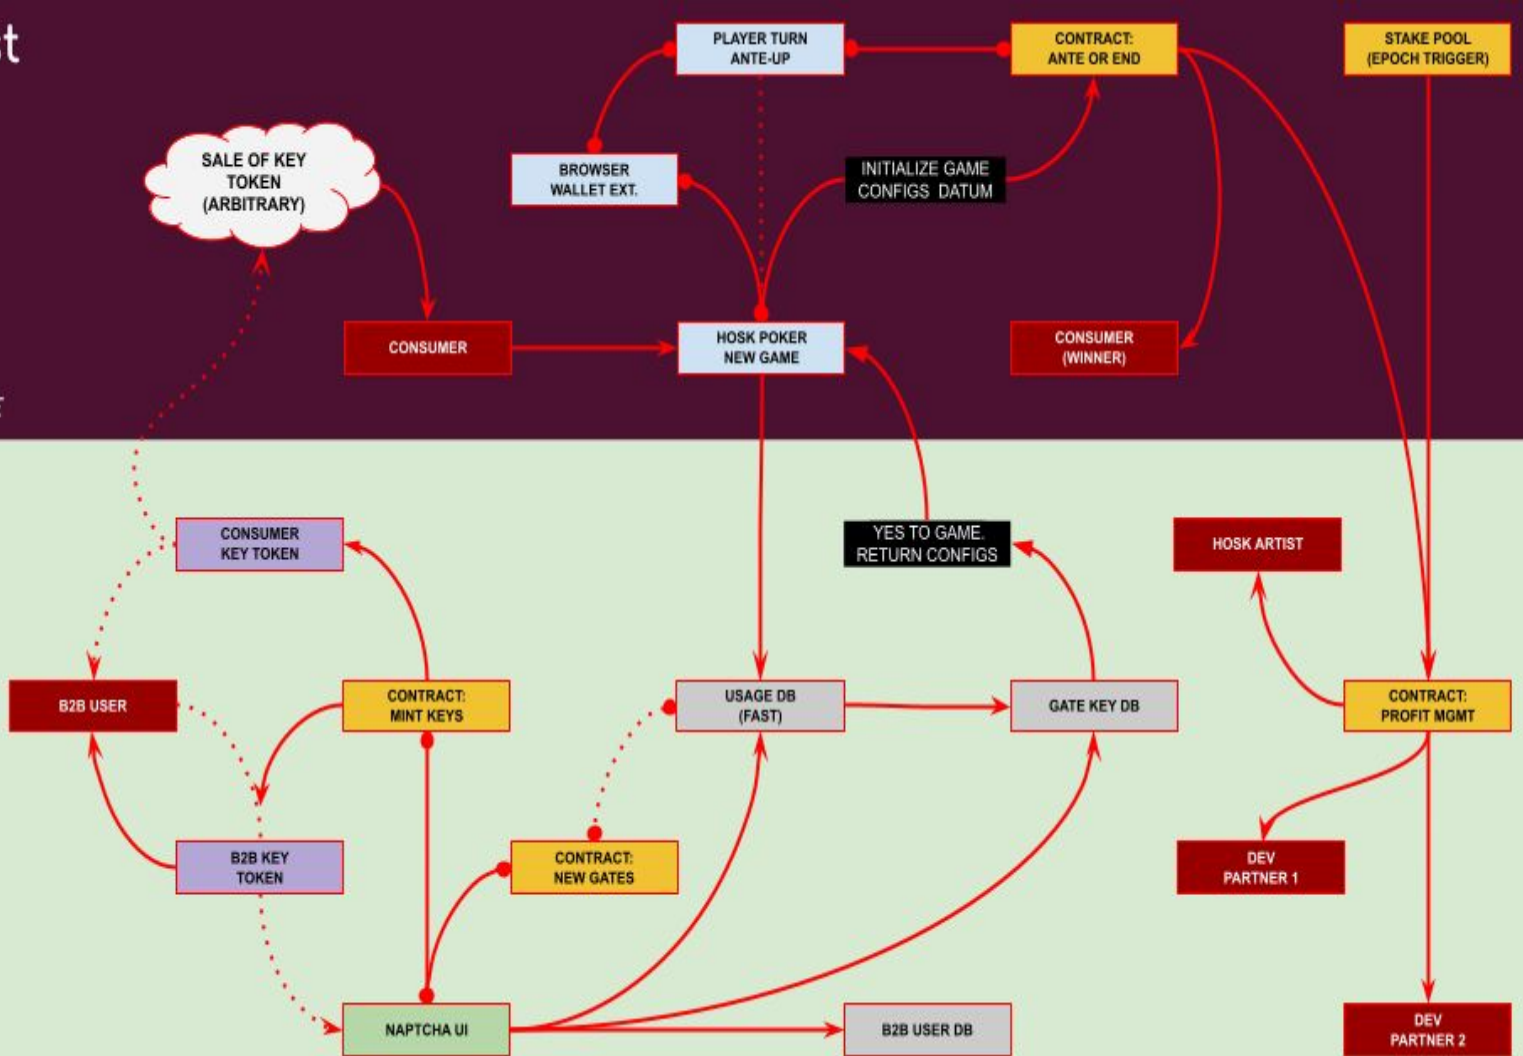 st
PLAYER TURN
ANTE-UP
CONTRACT:
ANTE OR END
STAKE POOL
(EPOCH TRIGGER)
SALE OF KEY
TOKEN
(ARBITRARY)
BROWSER
WALLET EXT.
INITIALIZE GAME
CONFIGS DATUM
CONSUMER
HOSK POKER
NEW GAME
CONSUMER
(WINNER)
CONSUMER
KEY TOKEN
YES TO GAME.
RETURN CONFIGS
HOSK ARTIST
B2B USER
CONTRACT:
MINT KEYS
USAGE DB
(FAST)
GATE KEY DB
CONTRACT:
PROFIT MGMT
B2B KEY
TOKEN
CONTRACT:
NEW GATES
DEV
PARTNER 1
NAPTCHA UI
B2B USER DB
DEV
PARTNER 2